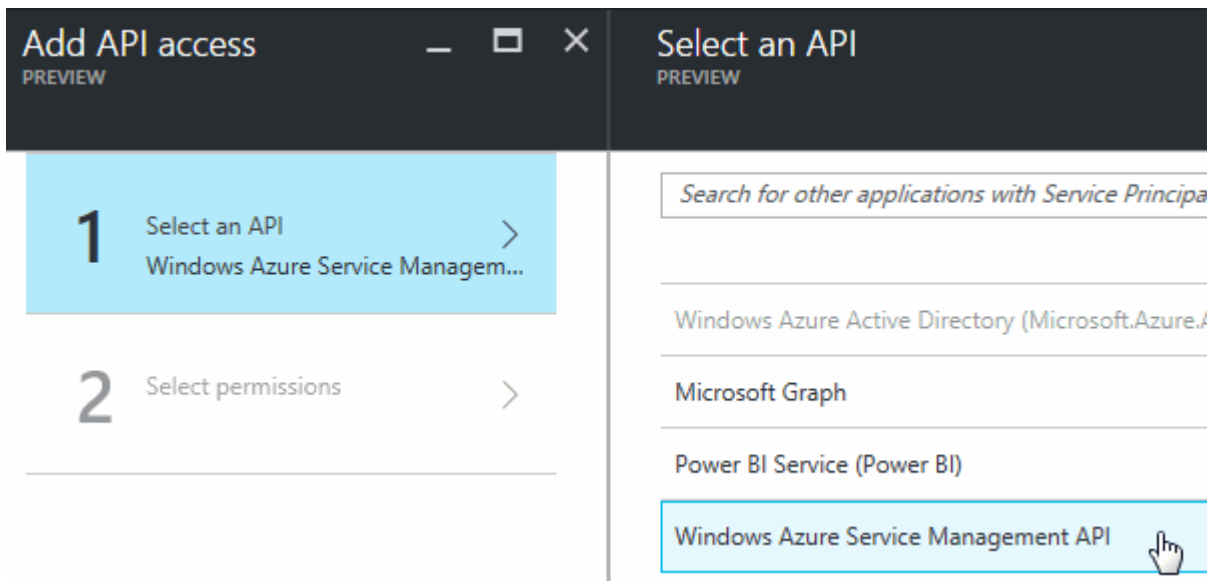 Add API access
PREVIEW
1
Select an API
Windows Azure Service Managem...
2
Select permissions
Select an API
PREVIEW
Search for other applications with Service Principa
Windows Azure Active Directory (Microsoft.Azure.A
Microsoft Graph
Power BI Service (Power BI)
Windows Azure Service Management API